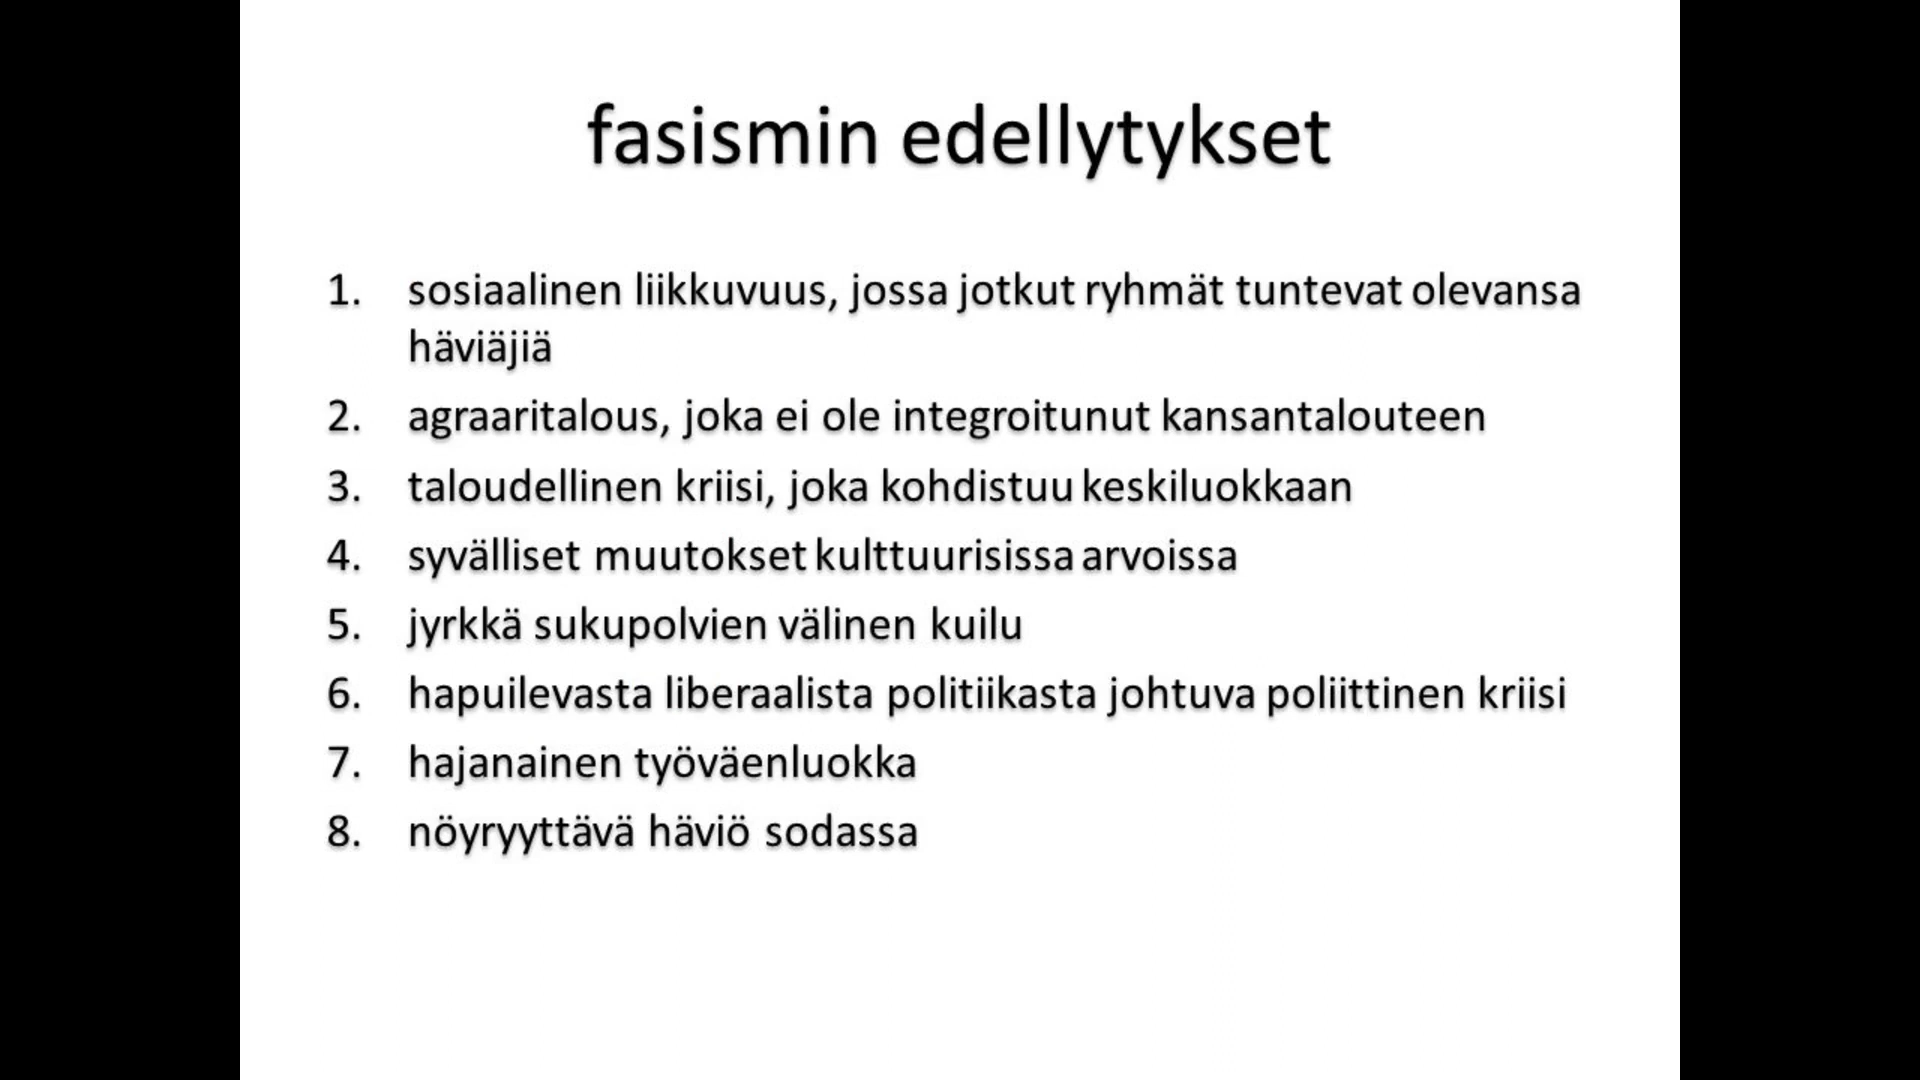 fasismin edellytykset
1. sosiaalinen liikkuvuus, jossa jotkut ryhmät tuntevat olevansa
häviäjiä
2. agraaritalous, joka ei ole integroitunut kansantalouteen
3. taloudellinen kriisi, joka kohdistuu keskiluokkaan
4. syvälliset muutokset kulttuurisissa arvoissa
5. jyrkkä sukupolvien välinen kuilu
6. hapuilevasta liberaalista politiikasta johtuva poliittinen kriisi
7. hajanainen työväenluokka
8. nöyryyttävä häviö sodassa